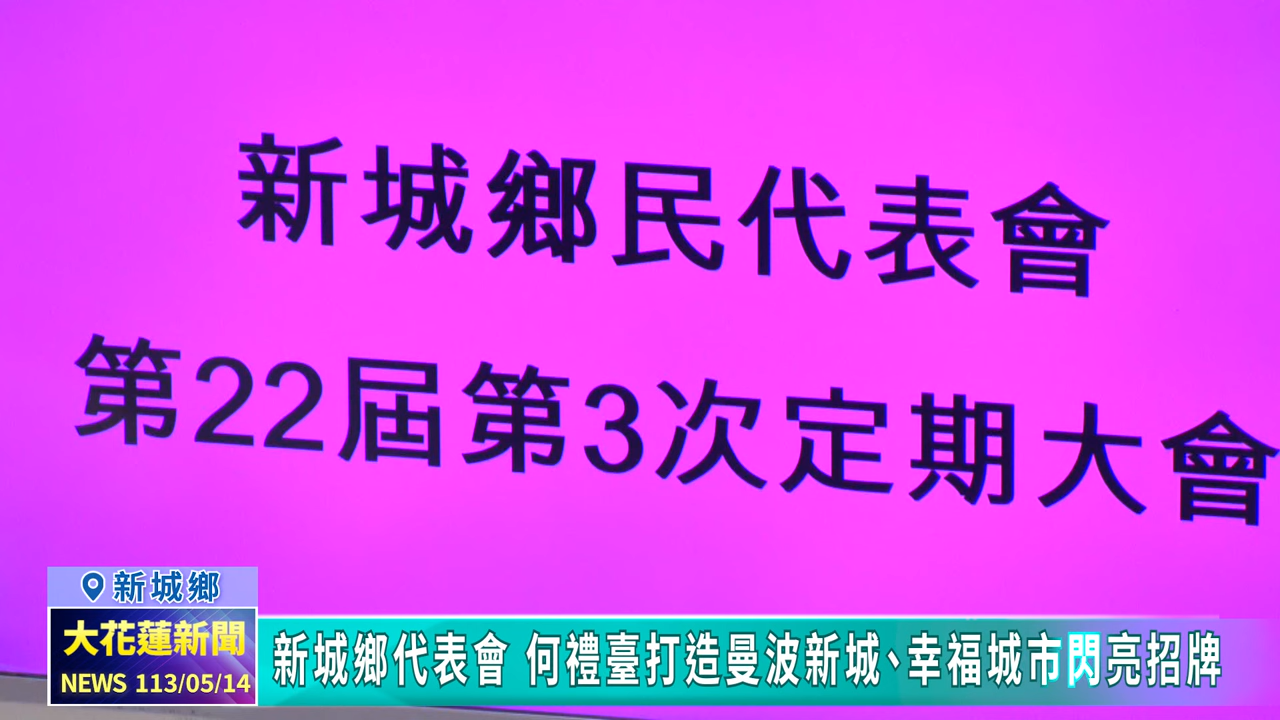 新城鄉民代表會
第22屆第3次定期大會
新城鄉
大花蓮新聞
NEWS 113/05/14
新城鄉代表會 何禮臺打造曼波新城、幸福城市閃亮招牌